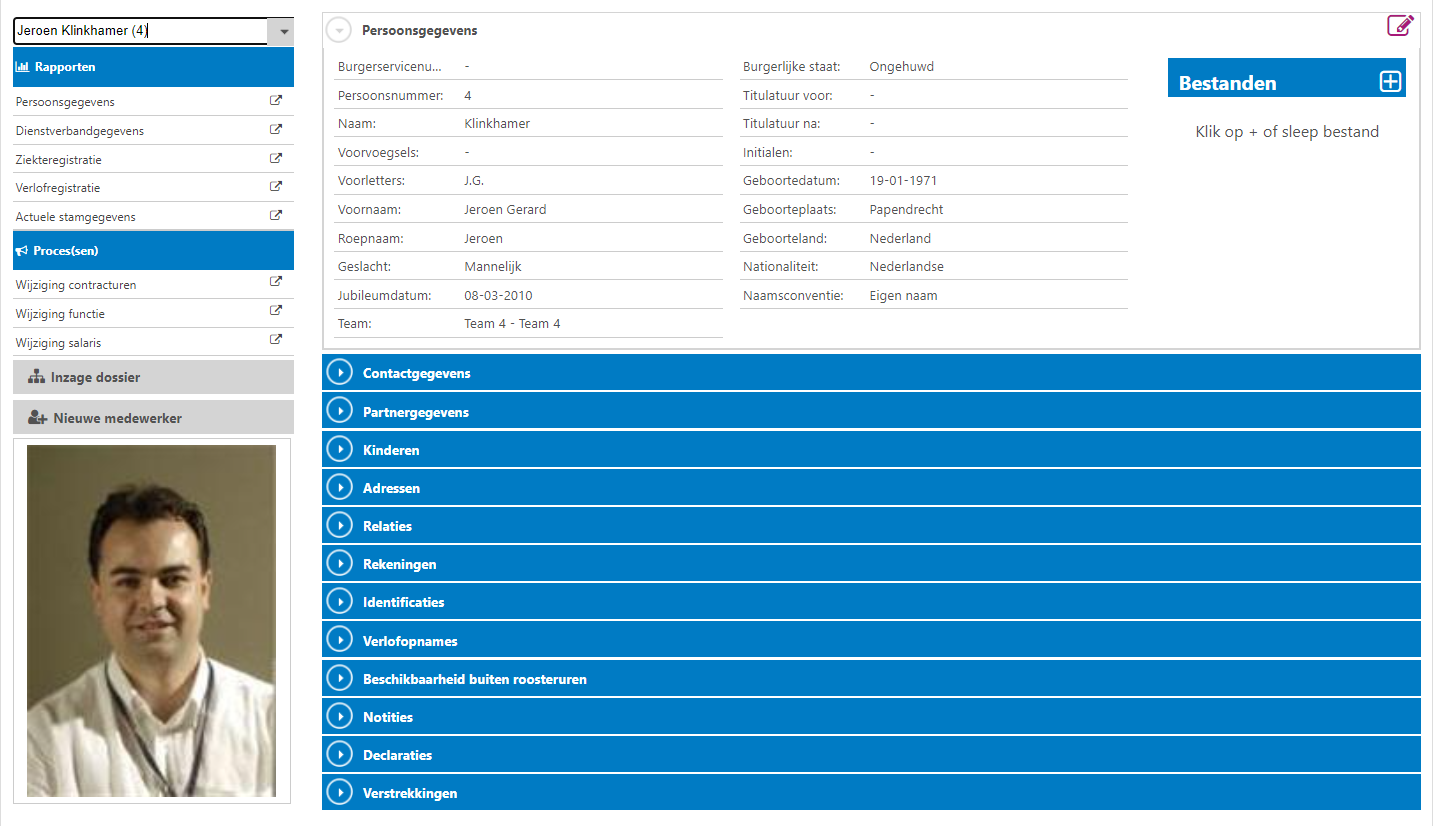 Jeroen Klinkhamer (4)
Rapporten
Persoonsgegevens
Dienstverbandgegevens
Ziekteregistratie
Verlofregistratie
Actuele stamgegevens
Proces(sen)
Wijziging contracturen
Wijziging functie
Wijziging salaris
Inzage dossier
Nieuwe medewerker
Persoonsgegevens
Burgerservicenu... -
Persoonsnummer: 4
Naam: Klinkhamer
Voorvoegsels: -
Voorletters: J.G.
Voornaam: Jeroen Gerard
Roepnaam: Jeroen
Geslacht: Mannelijk
Jubileumdatum: 08-03-2010
Team: Team 4 - Team 4
Burgerlijke staat: Ongehuwd
Titulatuur voor: -
Titulatuur na: -
Initialen: -
Geboortedatum: 19-01-1971
Geboorteplaats: Papendrecht
Geboorteland: Nederland
Nationaliteit: Nederlandse
Naamsconventie: Eigen naam
Bestanden
Klik op + of sleep bestand
Contactgegevens
Partnergegevens
Kinderen
Adressen
Relaties
Rekeningen
Identificaties
Verlofopnames
Beschikbaarheid buiten roosteruren
Notities
Declaraties
Verstrekkingen